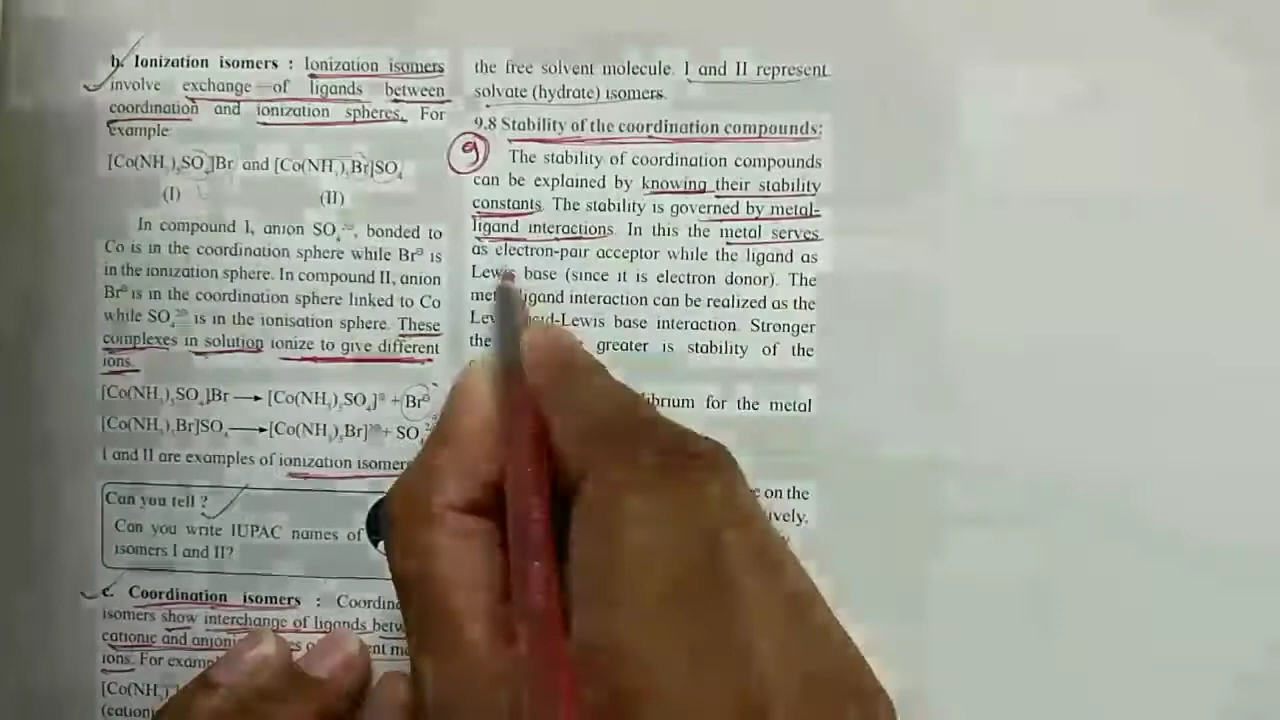 b. Ionization isomers : Ionization isomers
involve exchange of ligands between
coordination and ionization spheres. For
example
[Co(NH3)5SO4]Br and [Co(NH3)5Br]SO4
(I) (II)
In compound I, anion SO4 2⊖, bonded to
Co is in the coordination sphere while Br⊖ is
in the ionization sphere. In compound II, anion
Br⊖ is in the coordination sphere linked to Co
while SO4 2⊖ is in the ionisation sphere. These
complexes in solution ionize to give different
ions.
[Co(NH3)5SO4]Br → [Co(NH3)5SO4]⊕ + Br⊖
[Co(NH3)5Br]SO4 → [Co(NH3)5Br]2⊕ + SO4
I and II are examples of ionization
Can you tell ?
Can you write IUPAC names of
isomers I and II?
c. Coordination isomers :
isomers show interchange of ligands
cationic and
ions. For
the free solvent molecule. I and II represent
solvate (hydrate) isomers.
9.8 Stability of the coordination compounds:
9
The stability of coordination compounds
can be explained by knowing their stability
constants. The stability is governed by metal-
ligand interactions. In this the metal serves
as electron-pair acceptor while the ligand as
Lewis base (since it is electron donor). The
ligand interaction can be realized as the
-Lewis base interaction. Stronger
the greater is stability of the
for the metal
on the